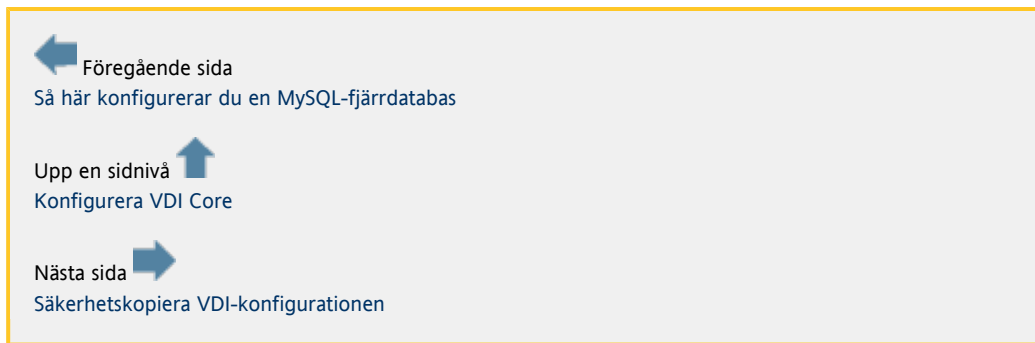 Föregående sida
Så här konfigurerar du en MySQL-fjärrdatabas
Upp en sidnivå
Konfigurera VDI Core
Nästa sida
Säkerhetskopiera VDI-konfigurationen